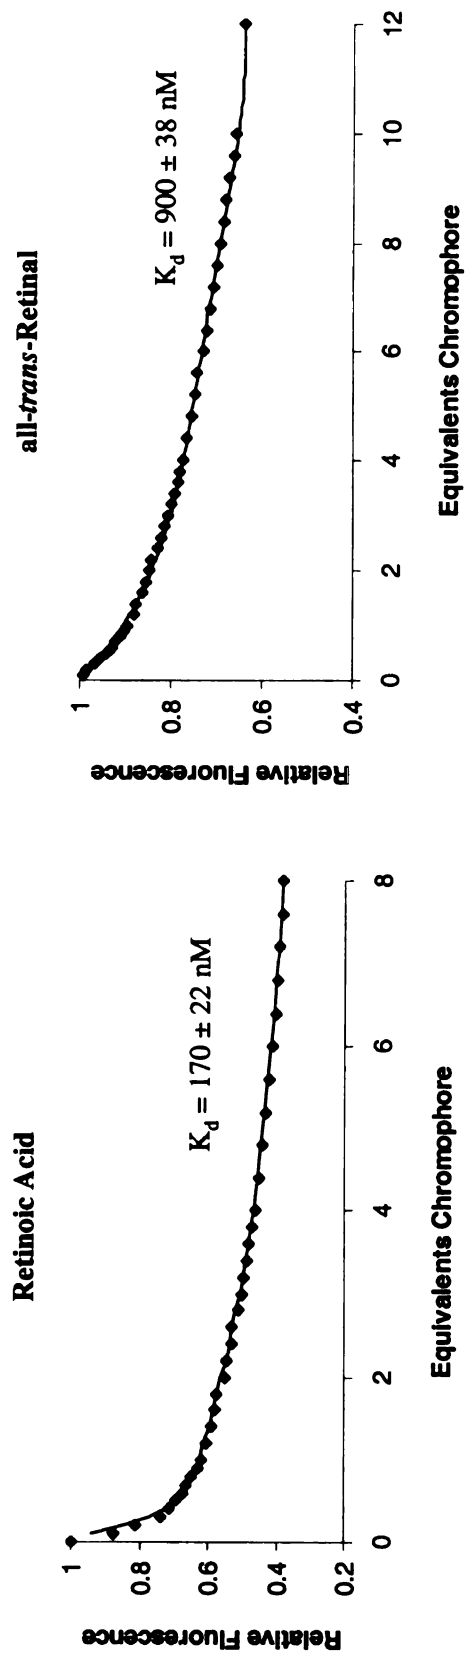 Retinoic Acid
Relative Fluorescence
1
0.8
0.6
0.4
0.2
K_d = 170 ± 22 nM
0 2 4 6 8
Equivalents Chromophore
all-trans-Retinal
Relative Fluorescence
1
0.8
0.6
0.4
K_d = 900 ± 38 nM
0 2 4 6 8 10 12
Equivalents Chromophore